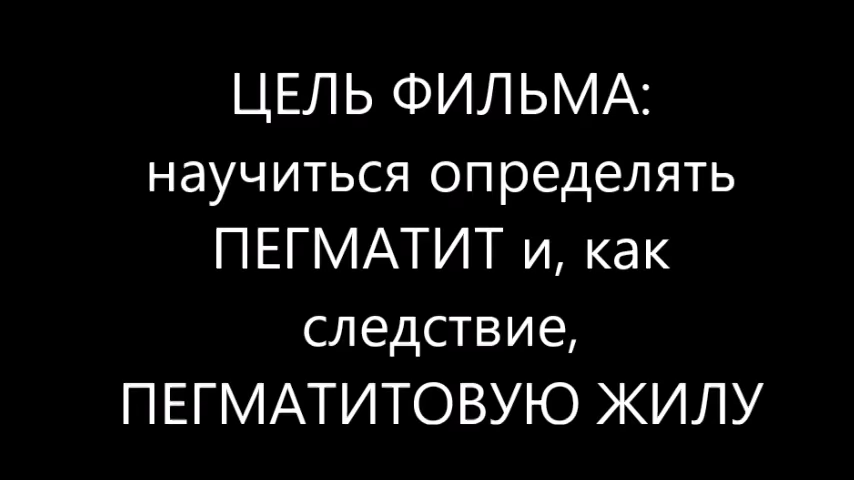 ЦЕЛЬ ФИЛЬМА:
научиться определять
ПЕГМАТИТ и, как
следствие,
ПЕГМАТИТОВУЮ ЖИЛУ